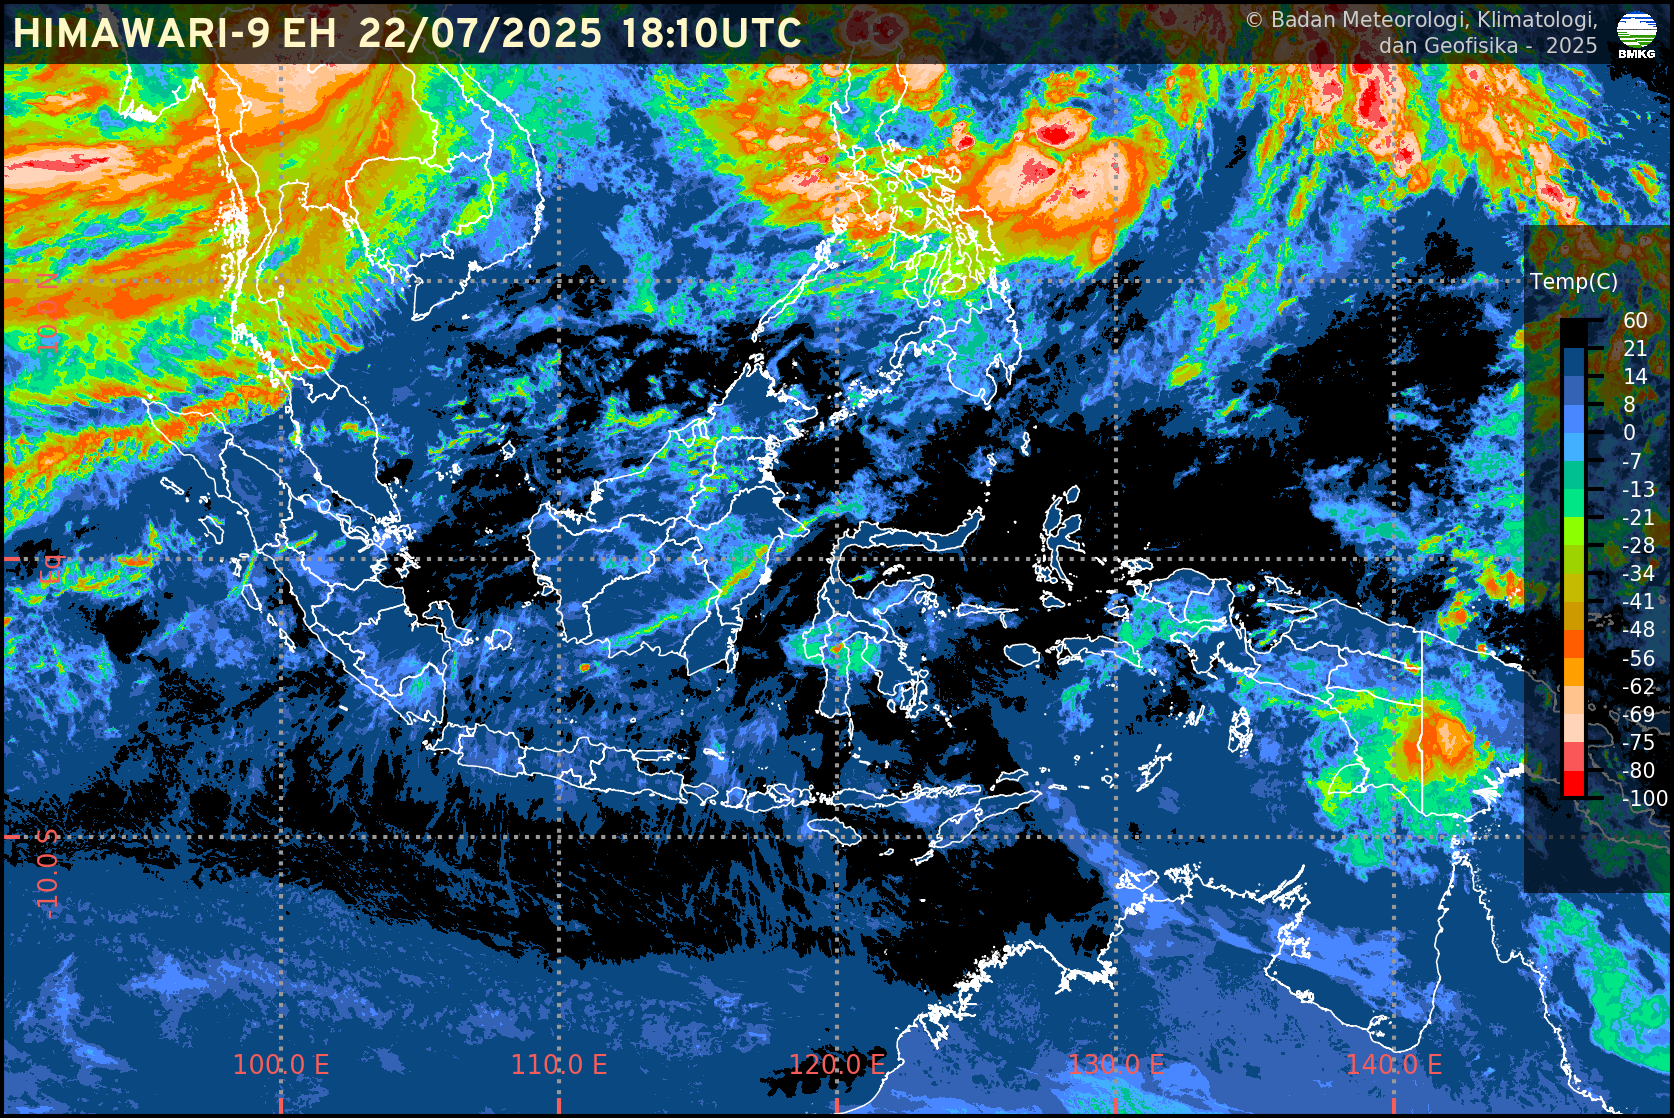 HIMAWARI-9 EH 22/07/2025 18:10UTC
© Badan Meteorologi, Klimatologi,
dan Geofisika - 2025
BMKG
Temp(C)
60
21
14
8
0
-7
-13
-21
-28
-34
-41
-48
-56
-62
-69
-75
-80
-100
10.0 N
Eq
-10.0 S
100.0 E
110.0 E
120.0 E
130.0 E
140.0 E